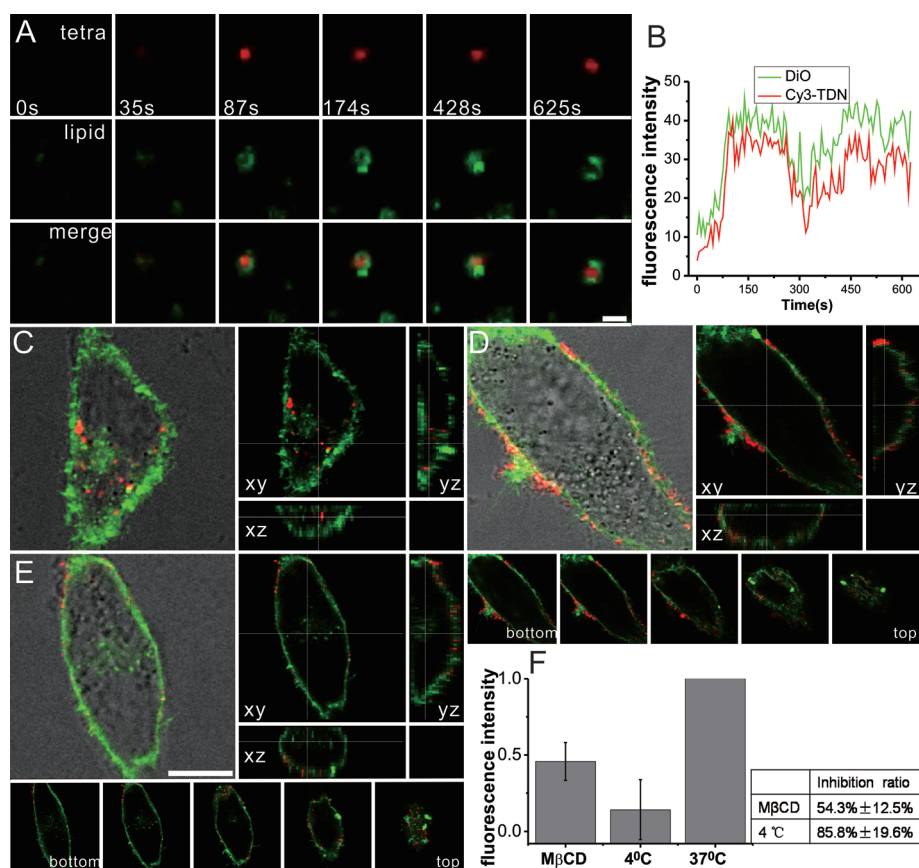 A
tetra
0s 35s 87s 174s 428s 625s
lipid
merge
B
DiO
Cy3-TDN
fluorescence intensity
50
40
30
20
10
0
0 150 300 450 600
Time(s)
C
xy
yz
xz
D
xy
yz
xz
bottom
top
E
xy
yz
xz
bottom
top
F
fluorescence intensity
1.0
0.5
0.0
MβCD 4⁰C 37⁰C
Inhibition ratio
MβCD 54.3%±12.5%
4 ℃ 85.8%±19.6%